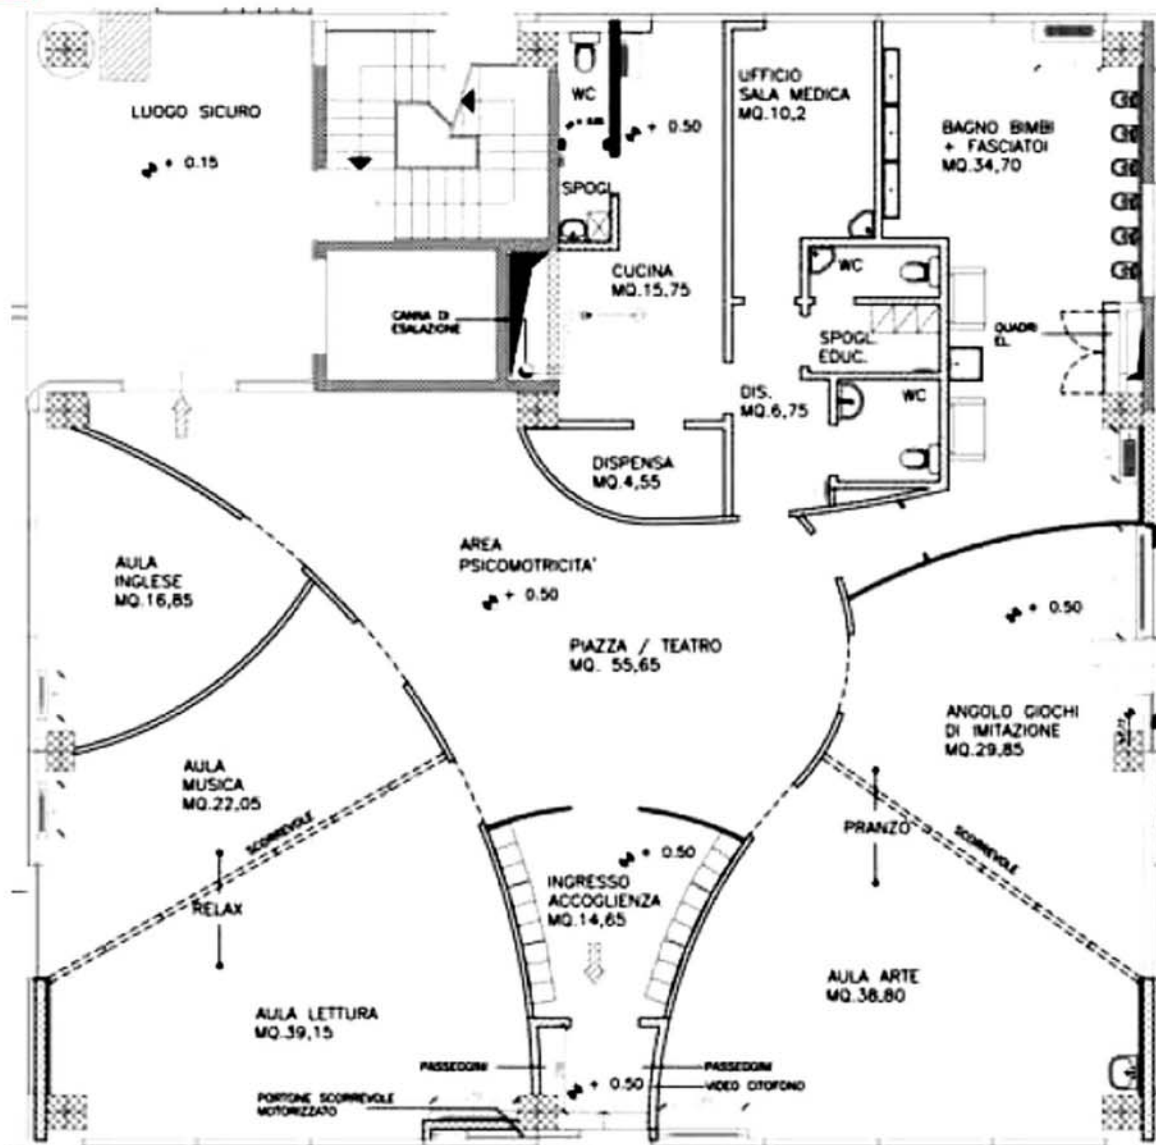 LUOGO SICURO
+ 0.15
WC
SPOGL.
+ 0.50
UFFICIO
SALA MEDICA
MQ.10,2
BAGNO BIMBI
+ FASCIATOI
MQ.34,70
CUCINA
MQ.15,75
WC
CANNA DI
ESALAZIONE
SPOGL.
EDUC.
QUADRI
EL.
DIS.
MQ.6,75
WC
DISPENSA
MQ.4,55
AREA
PSICOMOTRICITA'
+ 0.50
AULA
INGLESE
MQ.16,85
+ 0.50
PIAZZA / TEATRO
MQ. 55,65
ANGOLO GIOCHI
DI IMITAZIONE
MQ.29,85
AULA
MUSICA
MQ.22,05
SCORREVOLE
PRANZO
SCORREVOLE
+ 0.50
INGRESSO
ACCOGLIENZA
MQ.14,65
RELAX
AULA ARTE
MQ.38,80
AULA LETTURA
MQ.39,15
PASSEGGINI
PASSEGGINI
VIDEO CITOFONO
+ 0.50
PORTONE SCORREVOLE
MOTORIZZATO